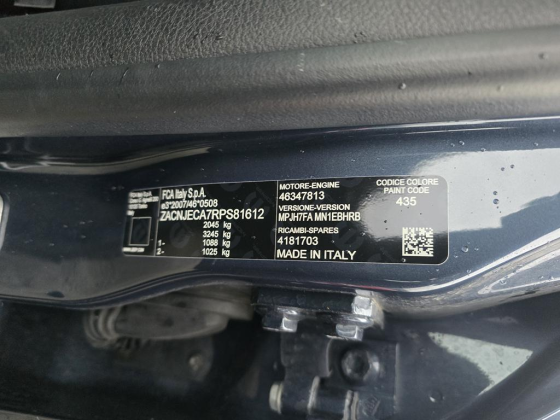 FCA Italy S.p.A.
e3*2007/46*0508
ZACNJECA7RPS81612
2045 kg
3245 kg
1- 1088 kg
2- 1025 kg
MOTORE-ENGINE
46347813
VERSIONE-VERSION
MPJH7FA MN1EBHRB
RICAMBI-SPARES
4181703
MADE IN ITALY
CODICE COLORE
PAINT CODE
435